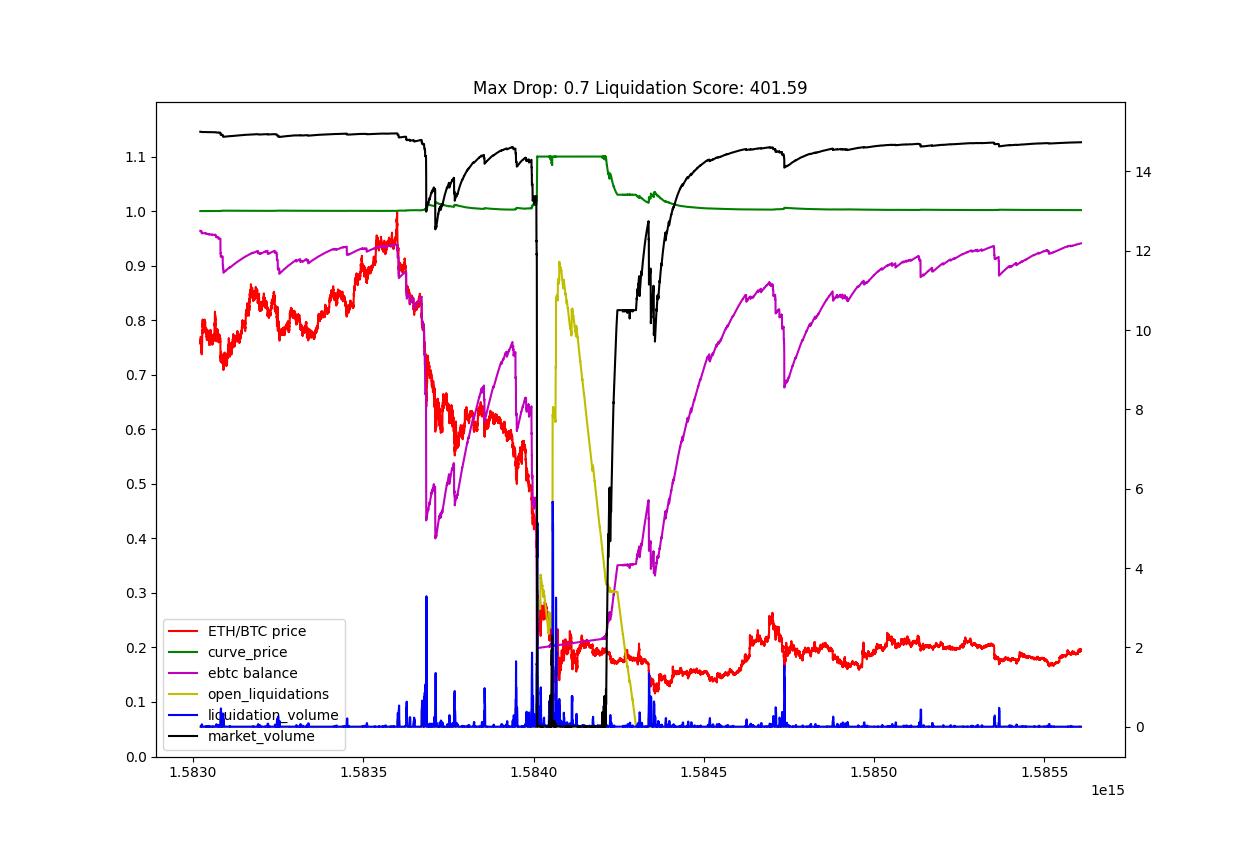 Max Drop: 0.7 Liquidation Score: 401.59
1.1
1.0
0.9
0.8
0.7
0.6
0.5
0.4
0.3
0.2
0.1
0.0
14
12
10
8
6
4
2
0
ETH/BTC price
curve_price
ebtc balance
open_liquidations
liquidation_volume
market_volume
1.5830 1.5835 1.5840 1.5845 1.5850 1.5855
1e15